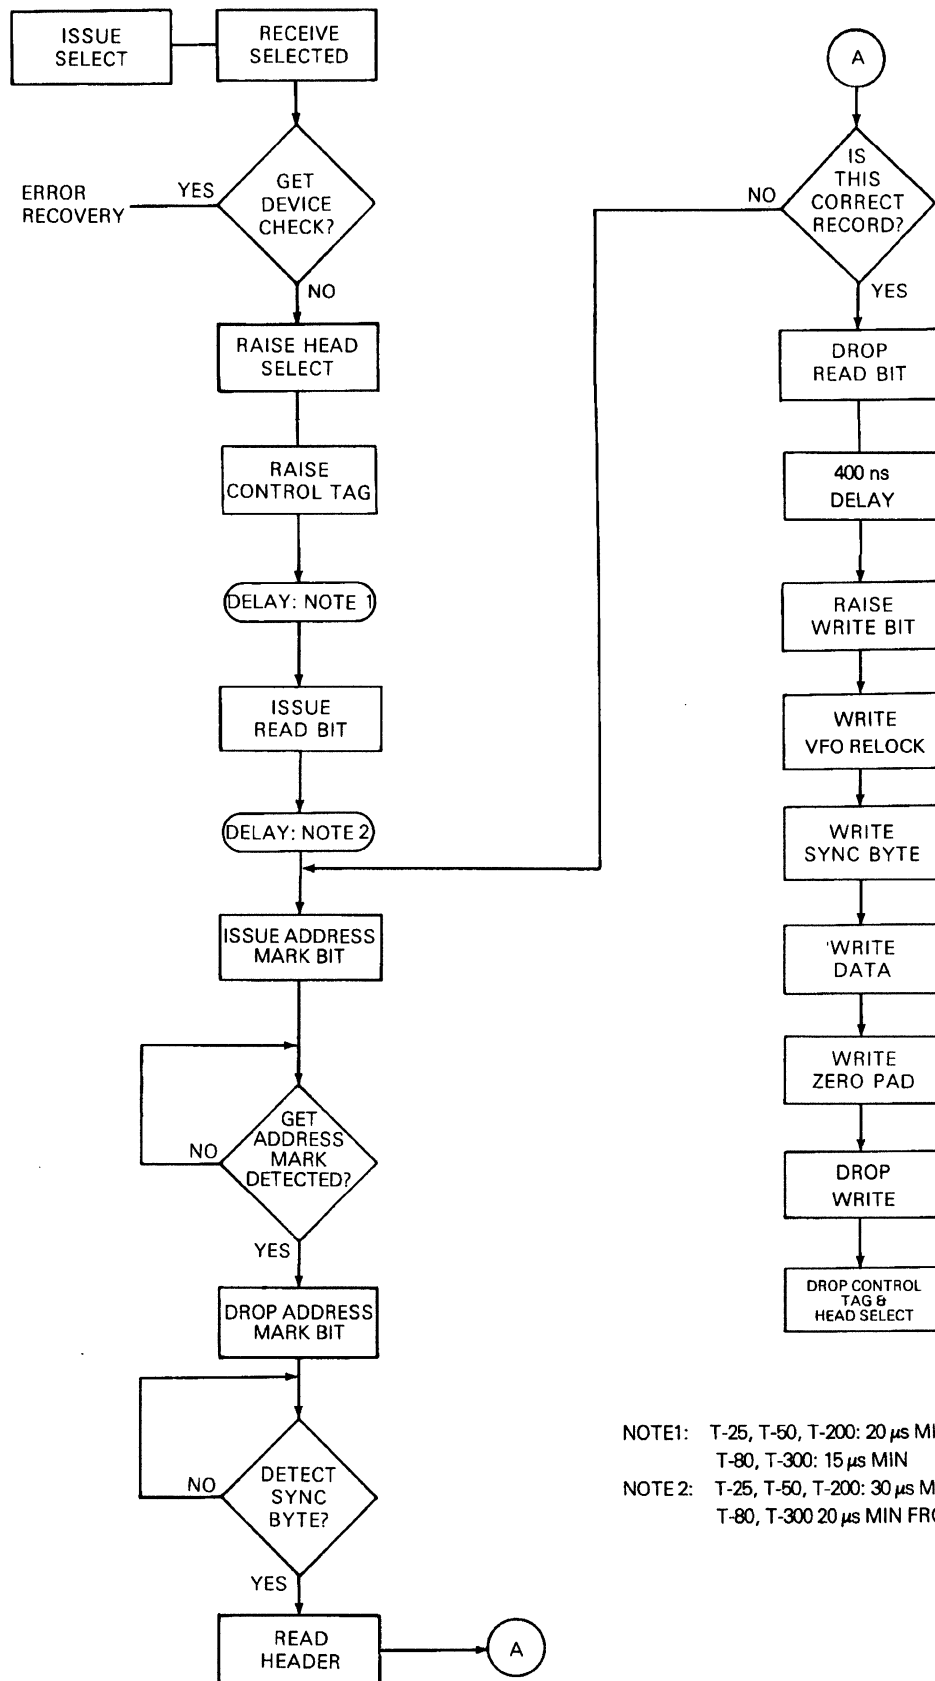 ISSUE
SELECT
RECEIVE
SELECTED
GET
DEVICE
CHECK?
YES
ERROR
RECOVERY
NO
RAISE HEAD
SELECT
RAISE
CONTROL TAG
DELAY: NOTE 1
ISSUE
READ BIT
DELAY: NOTE 2
ISSUE ADDRESS
MARK BIT
GET
ADDRESS
MARK
DETECTED?
NO
YES
DROP ADDRESS
MARK BIT
DETECT
SYNC
BYTE?
NO
YES
READ
HEADER
A
A
IS
THIS
CORRECT
RECORD?
NO
YES
DROP
READ BIT
400 ns
DELAY
RAISE
WRITE BIT
WRITE
VFO RELOCK
WRITE
SYNC BYTE
WRITE
DATA
WRITE
ZERO PAD
DROP
WRITE
DROP CONTROL
TAG &
HEAD SELECT
NOTE1: T-25, T-50, T-200: 20 µs MI
T-80, T-300: 15 µs MIN
NOTE 2: T-25, T-50, T-200: 30 µs M
T-80, T-300 20 µs MIN FRO